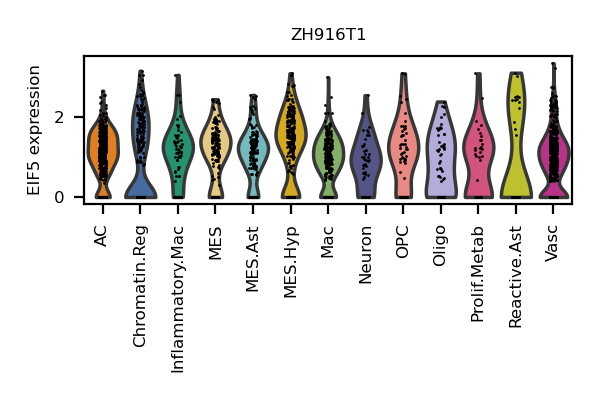 ZH916T1
EIF5 expression
2
0
AC
Chromatin.Reg
Inflammatory.Mac
MES
MES.Ast
MES.Hyp
Mac
Neuron
OPC
Oligo
Prolif.Metab
Reactive.Ast
Vasc